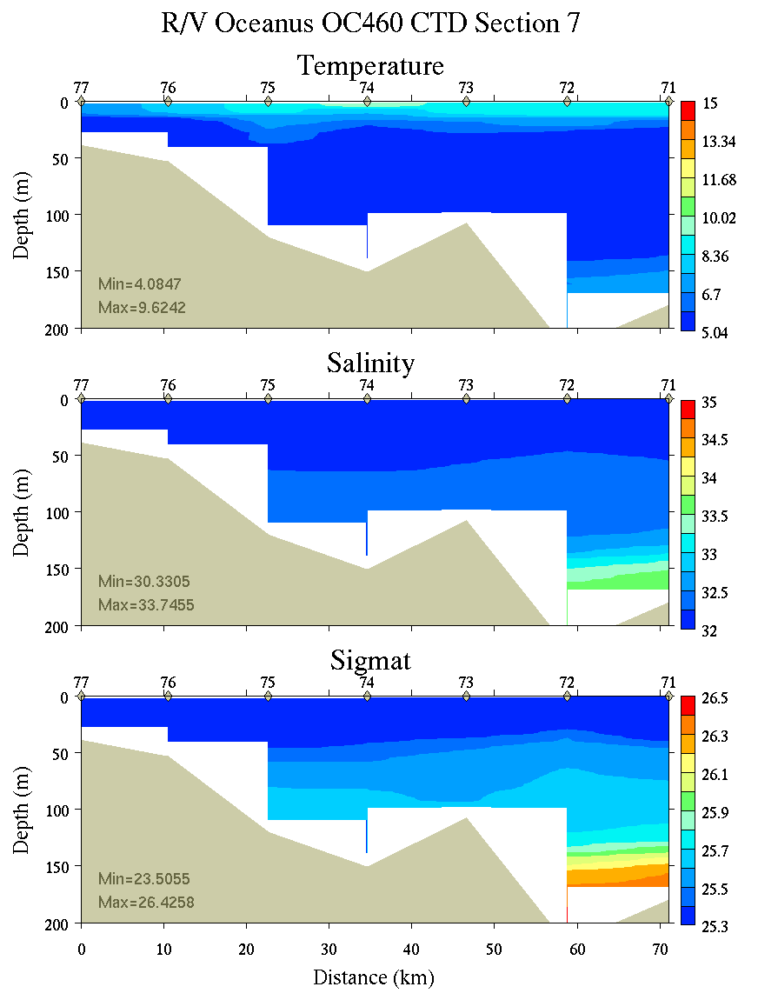 R/V Oceanus OC460 CTD Section 7
Temperature
77 76 75 74 73 72 71
0
50
100
150
200
Depth (m)
Min=4.0847
Max=9.6242
15
13.34
11.68
10.02
8.36
6.7
5.04
Salinity
77 76 75 74 73 72 71
0
50
100
150
200
Depth (m)
Min=30.3305
Max=33.7455
35
34.5
34
33.5
33
32.5
32
Sigmat
77 76 75 74 73 72 71
0
50
100
150
200
Depth (m)
Min=23.5055
Max=26.4258
26.5
26.3
26.1
25.9
25.7
25.5
25.3
0 10 20 30 40 50 60 70
Distance (km)